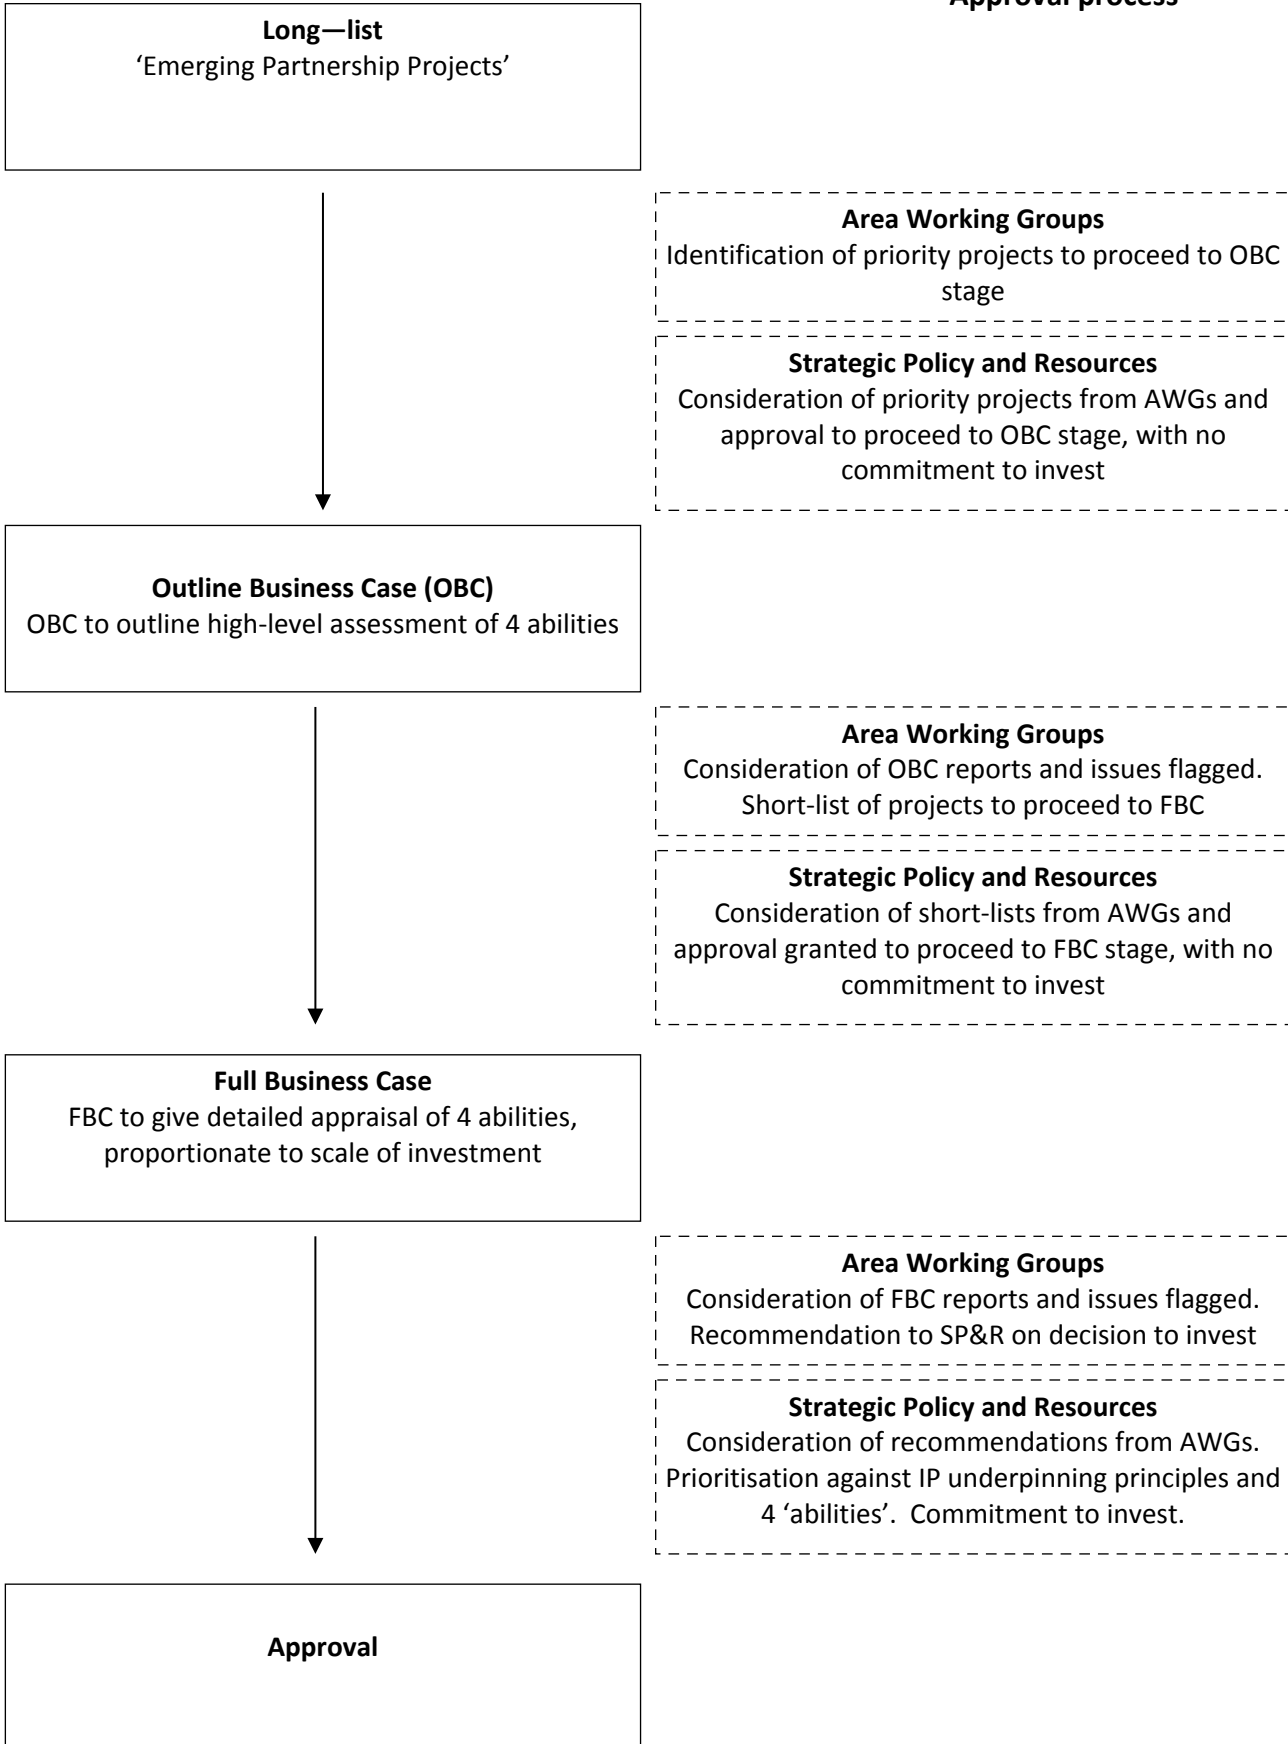 Approval process
Long—list
‘Emerging Partnership Projects’
Area Working Groups
Identification of priority projects to proceed to OBC
stage
Strategic Policy and Resources
Consideration of priority projects from AWGs and
approval to proceed to OBC stage, with no
commitment to invest
Outline Business Case (OBC)
OBC to outline high-level assessment of 4 abilities
Area Working Groups
Consideration of OBC reports and issues flagged.
Short-list of projects to proceed to FBC
Strategic Policy and Resources
Consideration of short-lists from AWGs and
approval granted to proceed to FBC stage, with no
commitment to invest
Full Business Case
FBC to give detailed appraisal of 4 abilities,
proportionate to scale of investment
Area Working Groups
Consideration of FBC reports and issues flagged.
Recommendation to SP&R on decision to invest
Strategic Policy and Resources
Consideration of recommendations from AWGs.
Prioritisation against IP underpinning principles and
4 ‘abilities’.  Commitment to invest.
Approval